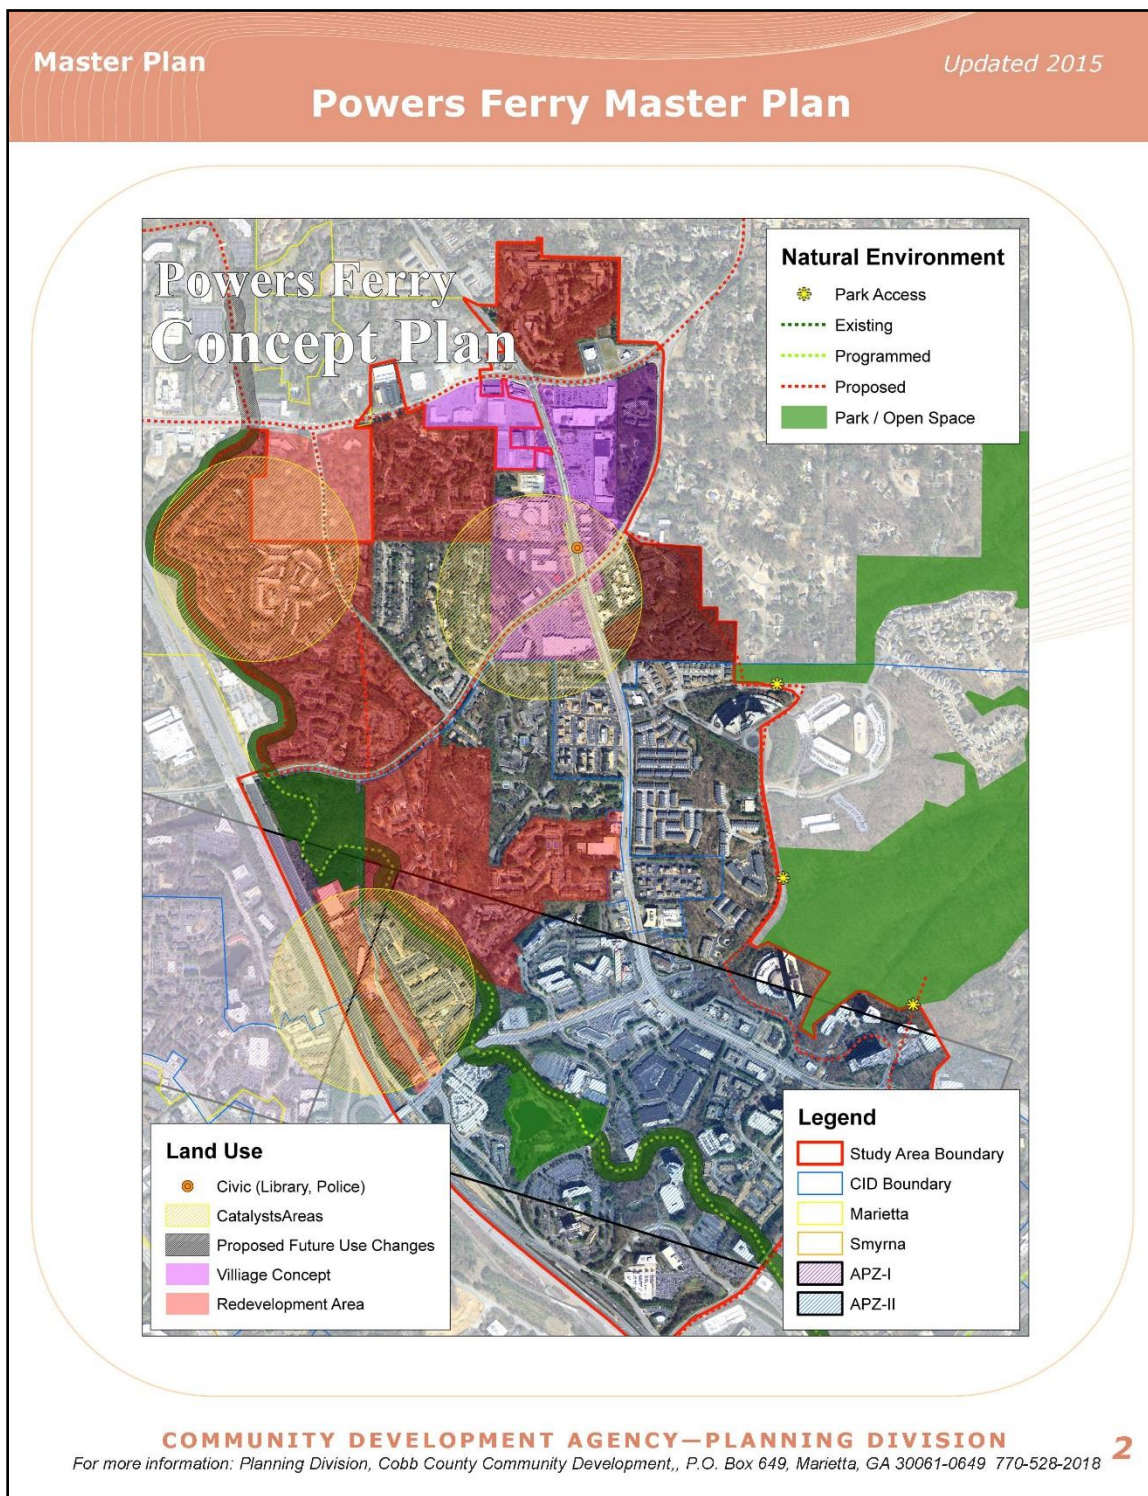 Master Plan
Updated 2015
Powers Ferry Master Plan
Powers Ferry
Concept Plan
Natural Environment
Park Access
Existing
Programmed
Proposed
Park / Open Space
Land Use
Civic (Library, Police)
CatalystsAreas
Proposed Future Use Changes
Villiage Concept
Redevelopment Area
Legend
Study Area Boundary
CID Boundary
Marietta
Smyrna
APZ-I
APZ-II
COMMUNITY DEVELOPMENT AGENCY—PLANNING DIVISION
2
For more information: Planning Division, Cobb County Community Development,, P.O. Box 649, Marietta, GA 30061-0649 770-528-2018